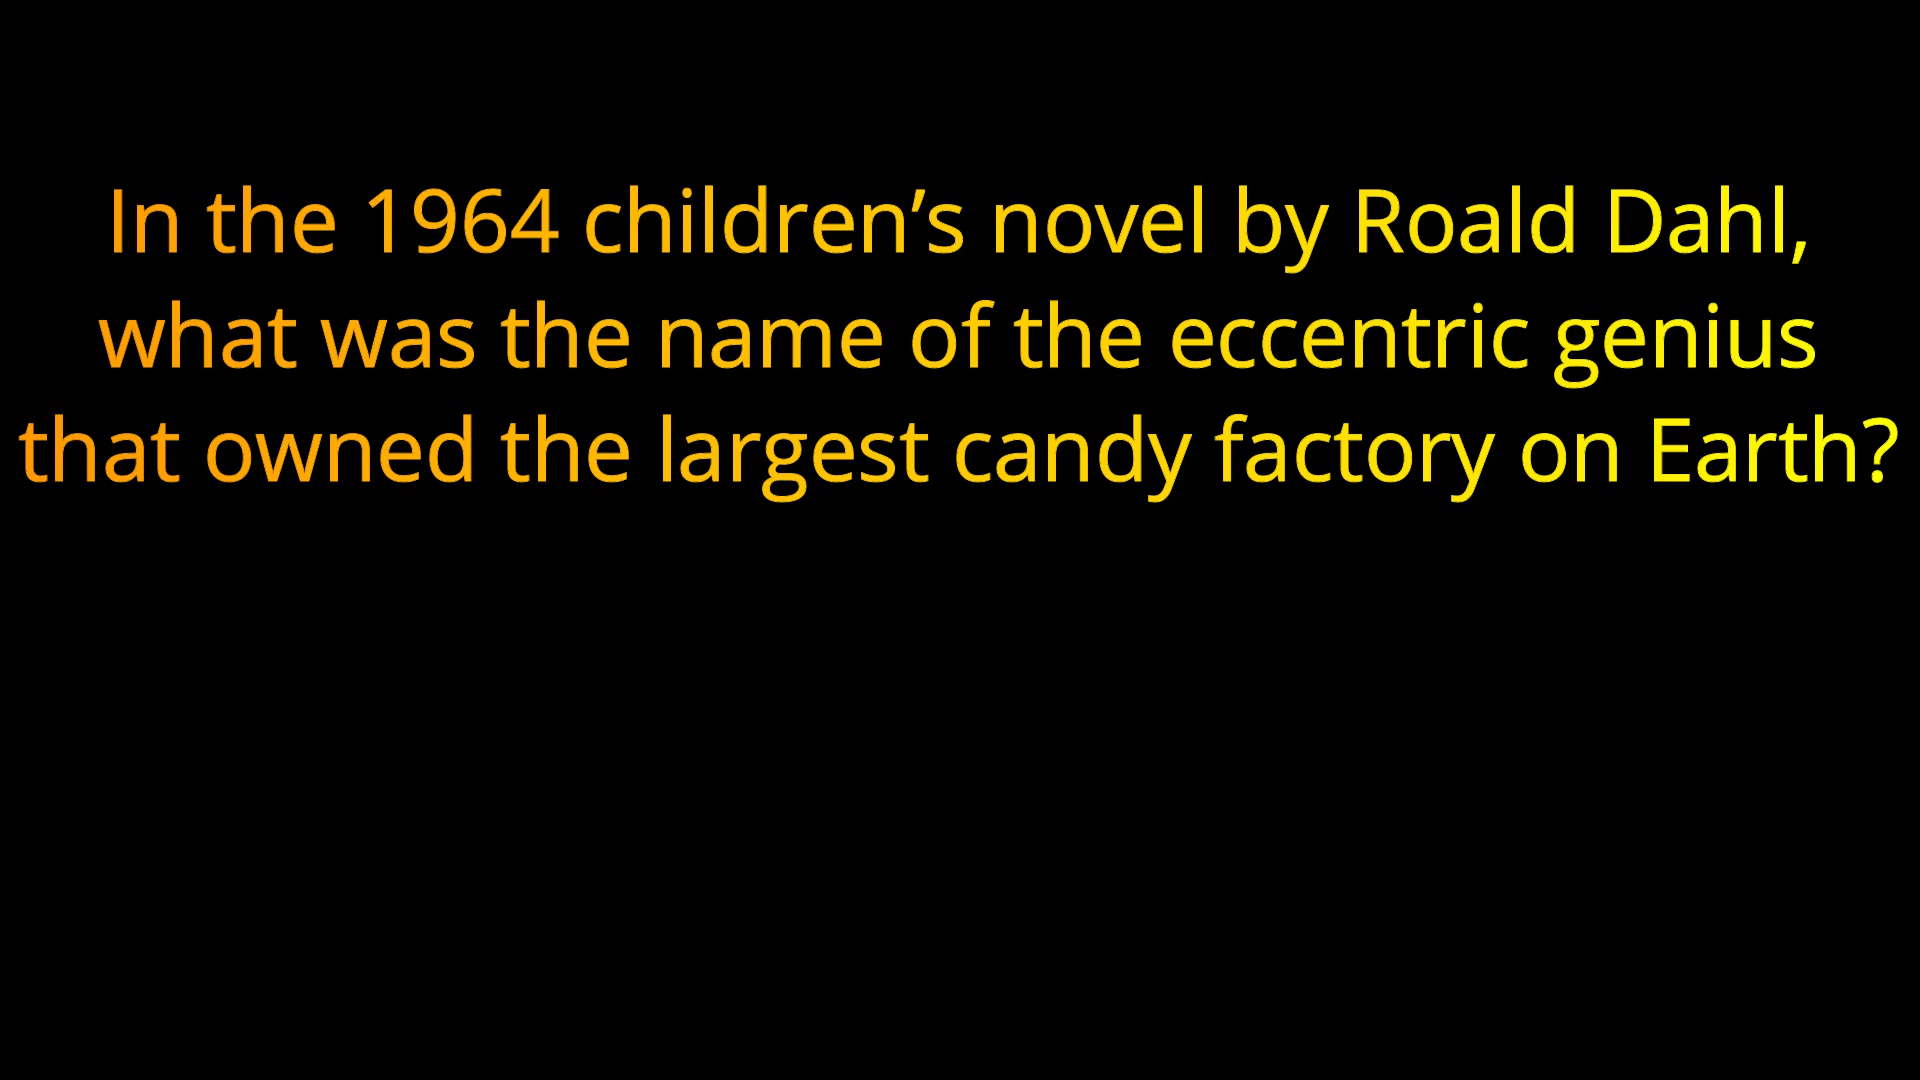 In the 1964 children’s novel by Roald Dahl,
what was the name of the eccentric genius
that owned the largest candy factory on Earth?